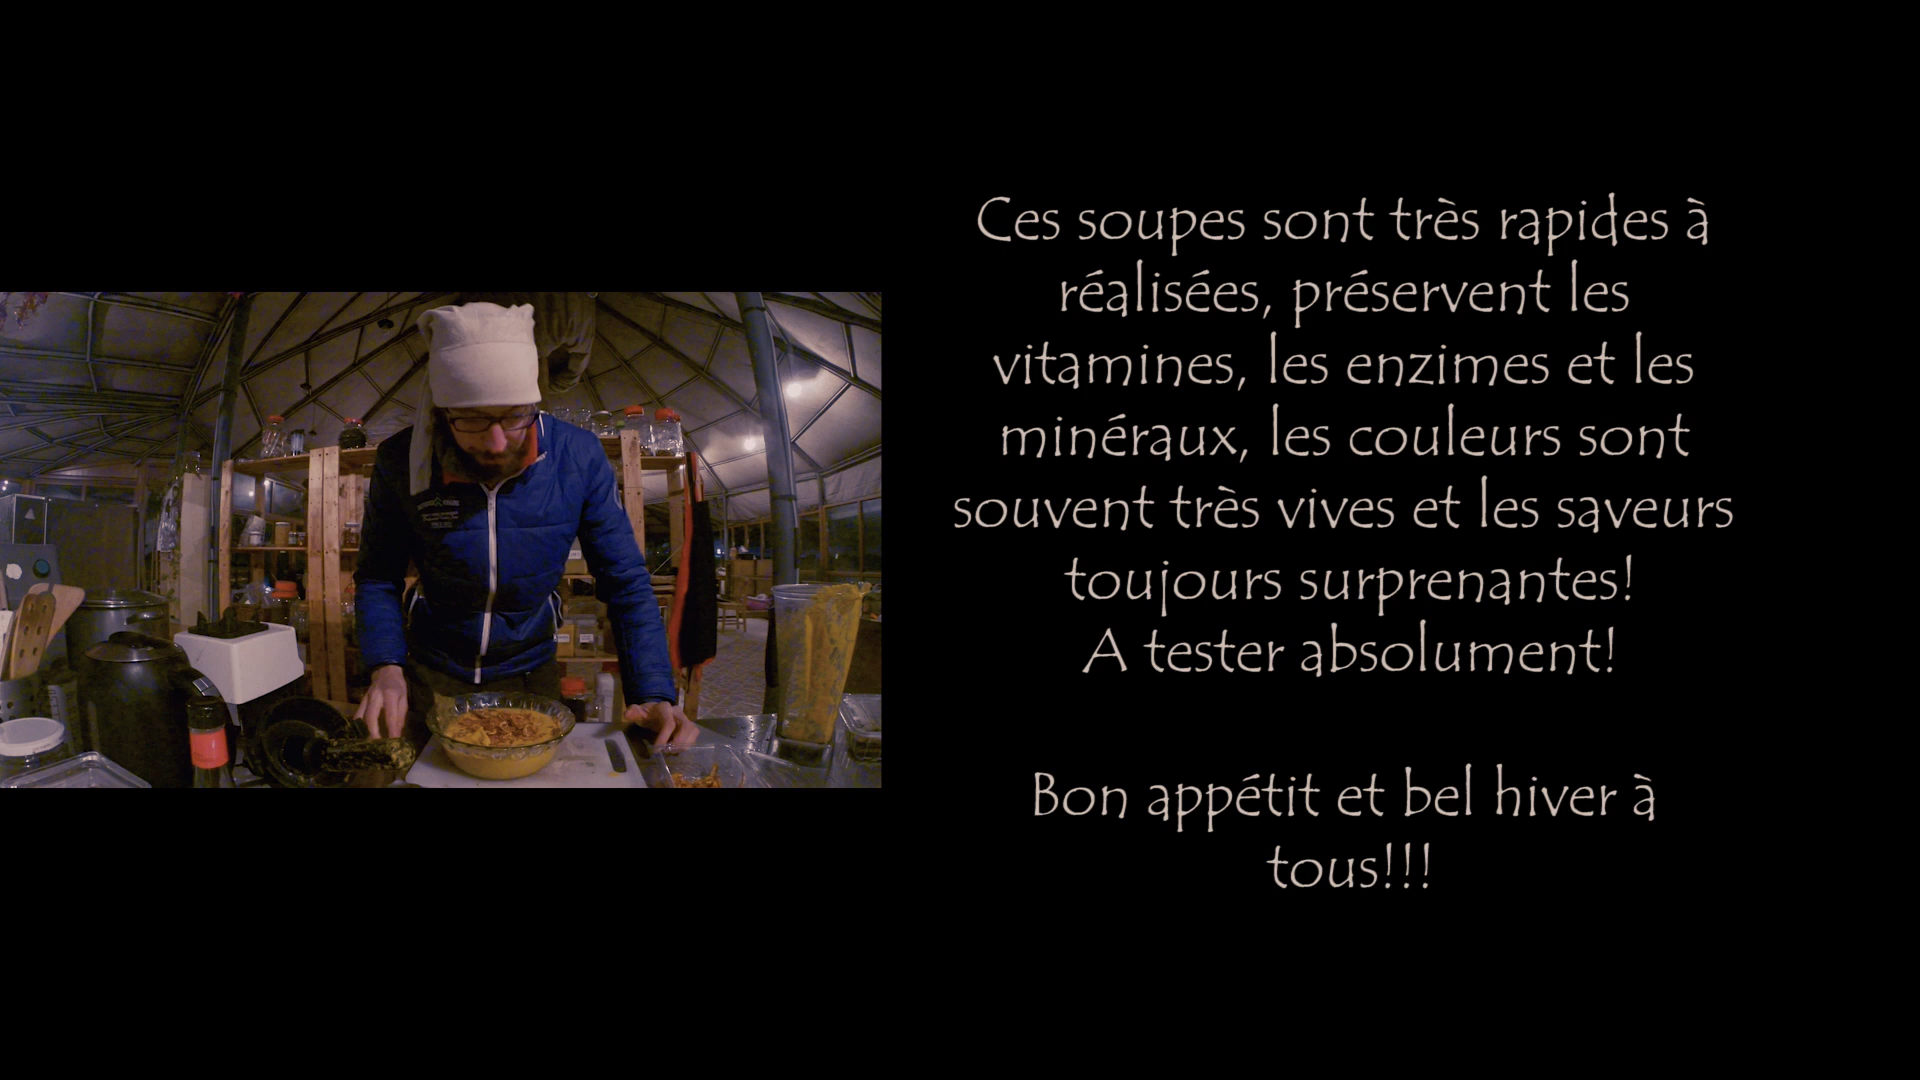 Ces soupes sont très rapides à
réalisées, préservent les
vitamines, les enzimes et les
minéraux, les couleurs sont
souvent très vives et les saveurs
toujours surprenantes!
A tester absolument!
Bon appétit et bel hiver à
tous!!!